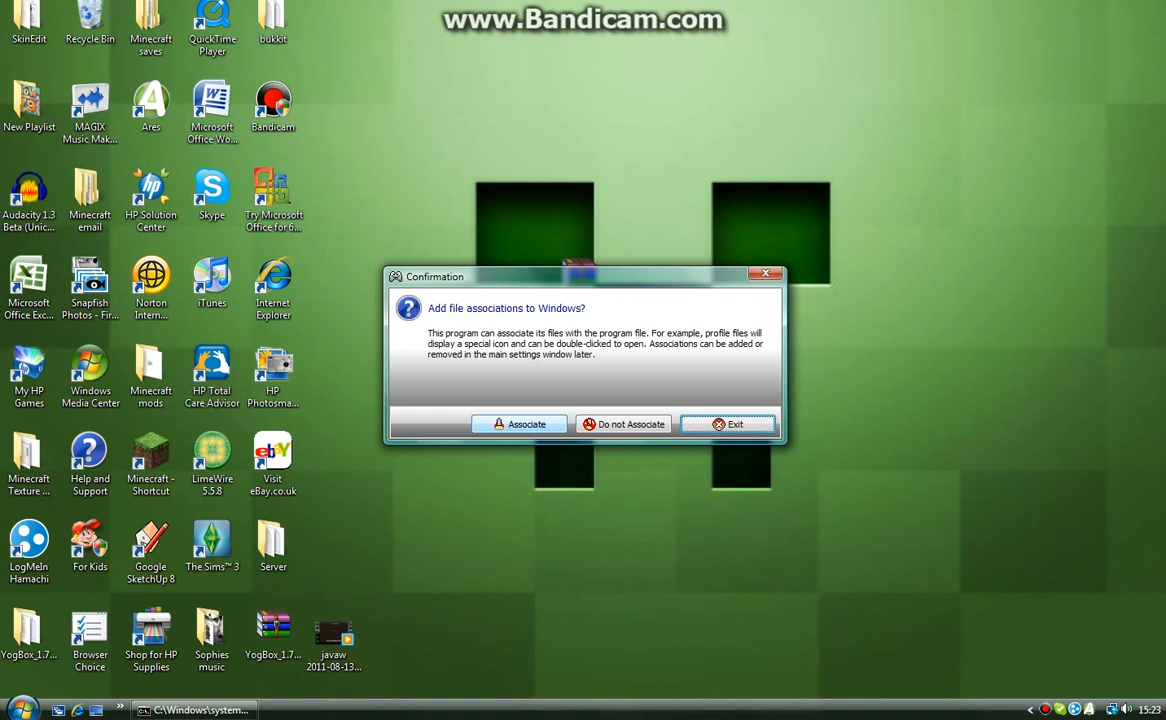 www.Bandicam.com
SkinEdit
Recycle Bin
Minecraft
saves
QuickTime
Player
bukkit
New Playlist
MAGIX
Music Mak...
Ares
Microsoft
Office Wo...
Bandicam
Audacity 1.3
Beta (Unic...
Minecraft
email
HP Solution
Center
Skype
Try Microsoft
Office for 6...
Microsoft
Office Exc...
Snapfish
Photos - Fir...
Norton
Intern...
iTunes
Internet
Explorer
My HP
Games
Windows
Media Center
Minecraft
mods
HP Total
Care Advisor
HP
Photosma...
Minecraft
Texture ...
Help and
Support
Minecraft -
Shortcut
LimeWire
5.5.8
Visit
eBay.co.uk
LogMeIn
Hamachi
For Kids
Google
SketchUp 8
The Sims™ 3
Server
YogBox_1.7...
Browser
Choice
Shop for HP
Supplies
Sophies
music
YogBox_1.7...
javaw
2011-08-13...
Confirmation
Add file associations to Windows?
This program can associate its files with the program file. For example, profile files will
display a special icon and can be double-clicked to open. Associations can be added or
removed in the main settings window later.
Associate
Do not Associate
Exit
C:\Windows\system...
15:23